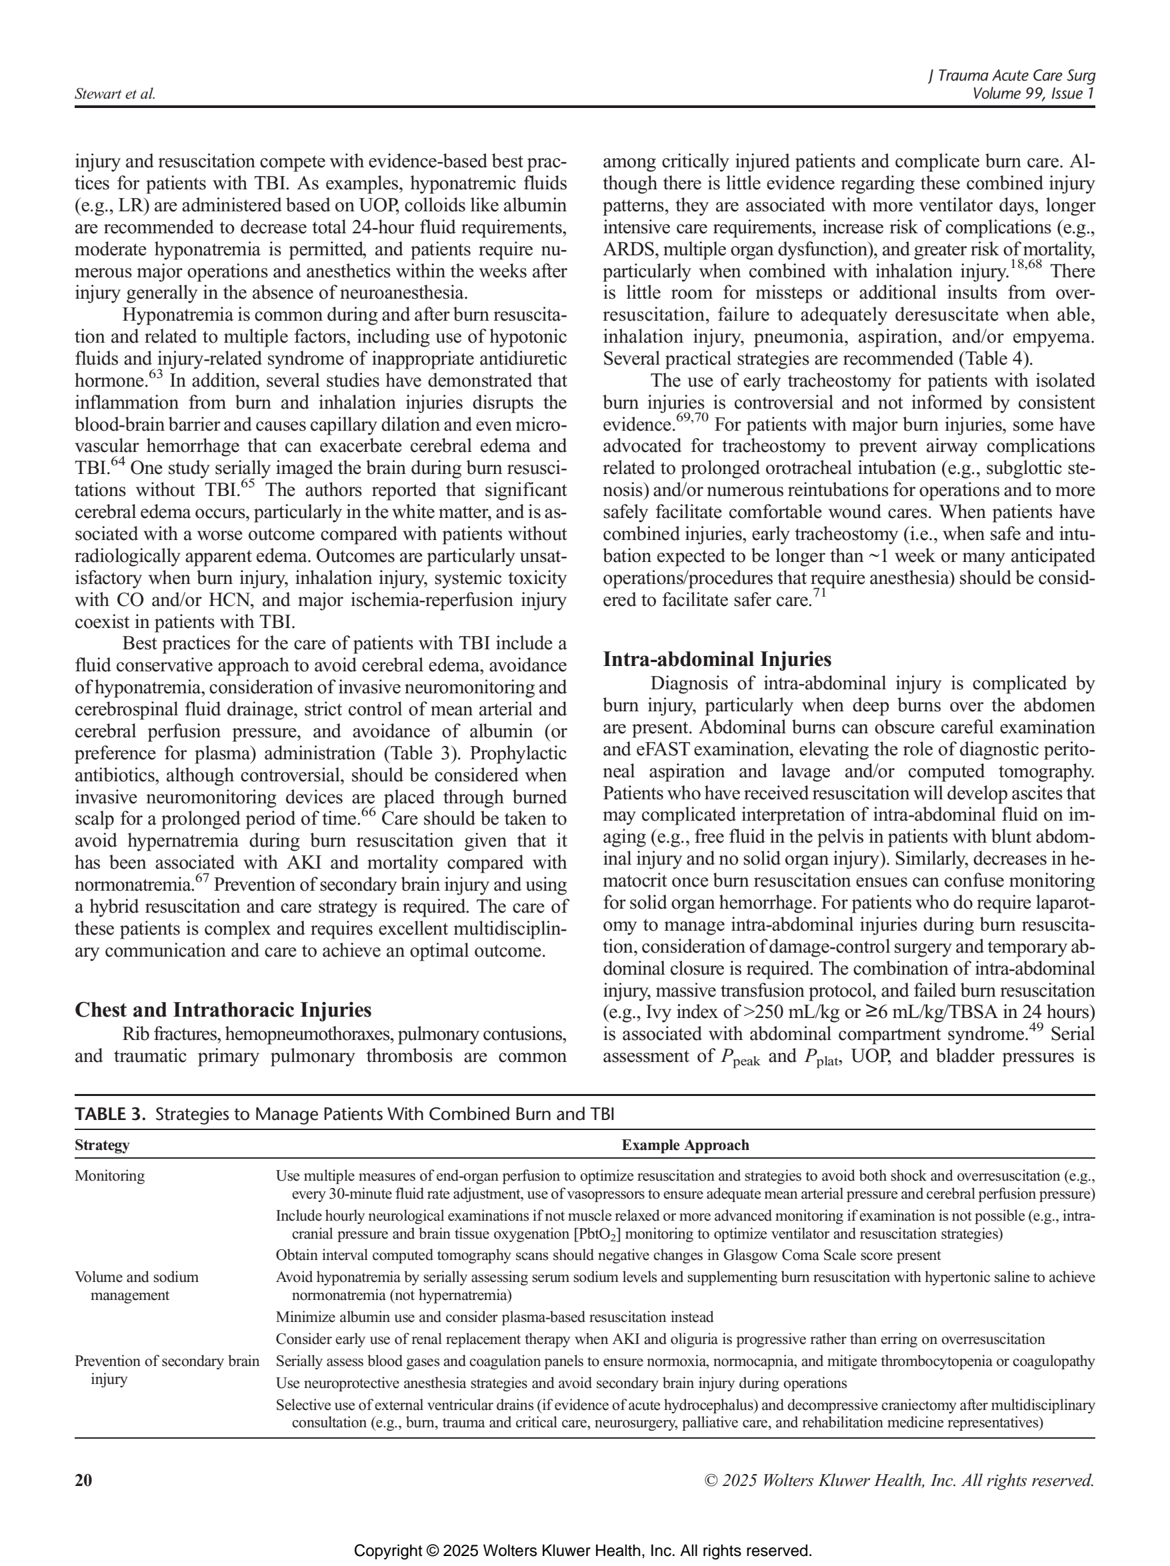 Stewart et al.
J Trauma Acute Care Surg
Volume 99, Issue 1
injury and resuscitation compete with evidence-based best prac-
tices for patients with TBI. As examples, hyponatremic fluids
(e.g., LR) are administered based on UOP, colloids like albumin
are recommended to decrease total 24-hour fluid requirements,
moderate hyponatremia is permitted, and patients require nu-
merous major operations and anesthetics within the weeks after
injury generally in the absence of neuroanesthesia.
Hyponatremia is common during and after burn resuscita-
tion and related to multiple factors, including use of hypotonic
fluids and injury-related syndrome of inappropriate antidiuretic
hormone.63 In addition, several studies have demonstrated that
inflammation from burn and inhalation injuries disrupts the
blood-brain barrier and causes capillary dilation and even micro-
vascular hemorrhage that can exacerbate cerebral edema and
TBI.64 One study serially imaged the brain during burn resusci-
tations without TBI.65 The authors reported that significant
cerebral edema occurs, particularly in the white matter, and is as-
sociated with a worse outcome compared with patients without
radiologically apparent edema. Outcomes are particularly unsat-
isfactory when burn injury, inhalation injury, systemic toxicity
with CO and/or HCN, and major ischemia-reperfusion injury
coexist in patients with TBI.
Best practices for the care of patients with TBI include a
fluid conservative approach to avoid cerebral edema, avoidance
of hyponatremia, consideration of invasive neuromonitoring and
cerebrospinal fluid drainage, strict control of mean arterial and
cerebral perfusion pressure, and avoidance of albumin (or
preference for plasma) administration (Table 3). Prophylactic
antibiotics, although controversial, should be considered when
invasive neuromonitoring devices are placed through burned
scalp for a prolonged period of time.66 Care should be taken to
avoid hypernatremia during burn resuscitation given that it
has been associated with AKI and mortality compared with
normonatremia.67 Prevention of secondary brain injury and using
a hybrid resuscitation and care strategy is required. The care of
these patients is complex and requires excellent multidisciplin-
ary communication and care to achieve an optimal outcome.
Chest and Intrathoracic Injuries
Rib fractures, hemopneumothoraxes, pulmonary contusions,
and traumatic primary pulmonary thrombosis are common
among critically injured patients and complicate burn care. Al-
though there is little evidence regarding these combined injury
patterns, they are associated with more ventilator days, longer
intensive care requirements, increase risk of complications (e.g.,
ARDS, multiple organ dysfunction), and greater risk of mortality,
particularly when combined with inhalation injury.18,68 There
is little room for missteps or additional insults from over-
resuscitation, failure to adequately deresuscitate when able,
inhalation injury, pneumonia, aspiration, and/or empyema.
Several practical strategies are recommended (Table 4).
The use of early tracheostomy for patients with isolated
burn injuries is controversial and not informed by consistent
evidence.69,70 For patients with major burn injuries, some have
advocated for tracheostomy to prevent airway complications
related to prolonged orotracheal intubation (e.g., subglottic ste-
nosis) and/or numerous reintubations for operations and to more
safely facilitate comfortable wound cares. When patients have
combined injuries, early tracheostomy (i.e., when safe and intu-
bation expected to be longer than ~1 week or many anticipated
operations/procedures that require anesthesia) should be consid-
ered to facilitate safer care.71
Intra-abdominal Injuries
Diagnosis of intra-abdominal injury is complicated by
burn injury, particularly when deep burns over the abdomen
are present. Abdominal burns can obscure careful examination
and eFAST examination, elevating the role of diagnostic perito-
neal aspiration and lavage and/or computed tomography.
Patients who have received resuscitation will develop ascites that
may complicated interpretation of intra-abdominal fluid on im-
aging (e.g., free fluid in the pelvis in patients with blunt abdom-
inal injury and no solid organ injury). Similarly, decreases in he-
matocrit once burn resuscitation ensues can confuse monitoring
for solid organ hemorrhage. For patients who do require laparot-
omy to manage intra-abdominal injuries during burn resuscita-
tion, consideration of damage-control surgery and temporary ab-
dominal closure is required. The combination of intra-abdominal
injury, massive transfusion protocol, and failed burn resuscitation
(e.g., Ivy index of >250 mL/kg or ≥6 mL/kg/TBSA in 24 hours)
is associated with abdominal compartment syndrome.49 Serial
assessment of Ppeak and Pplat, UOP, and bladder pressures is
TABLE 3. Strategies to Manage Patients With Combined Burn and TBI
Strategy Example Approach
Monitoring Use multiple measures of end-organ perfusion to optimize resuscitation and strategies to avoid both shock and overresuscitation (e.g.,
every 30-minute fluid rate adjustment, use of vasopressors to ensure adequate mean arterial pressure and cerebral perfusion pressure)
Include hourly neurological examinations if not muscle relaxed or more advanced monitoring if examination is not possible (e.g., intra-
cranial pressure and brain tissue oxygenation [PbtO2] monitoring to optimize ventilator and resuscitation strategies)
Obtain interval computed tomography scans should negative changes in Glasgow Coma Scale score present
Volume and sodium Avoid hyponatremia by serially assessing serum sodium levels and supplementing burn resuscitation with hypertonic saline to achieve
management normonatremia (not hypernatremia)
Minimize albumin use and consider plasma-based resuscitation instead
Consider early use of renal replacement therapy when AKI and oliguria is progressive rather than erring on overresuscitation
Prevention of secondary brain Serially assess blood gases and coagulation panels to ensure normoxia, normocapnia, and mitigate thrombocytopenia or coagulopathy
injury Use neuroprotective anesthesia strategies and avoid secondary brain injury during operations
Selective use of external ventricular drains (if evidence of acute hydrocephalus) and decompressive craniectomy after multidisciplinary
consultation (e.g., burn, trauma and critical care, neurosurgery, palliative care, and rehabilitation medicine representatives)
20
© 2025 Wolters Kluwer Health, Inc. All rights reserved.
Copyright © 2025 Wolters Kluwer Health, Inc. All rights reserved.